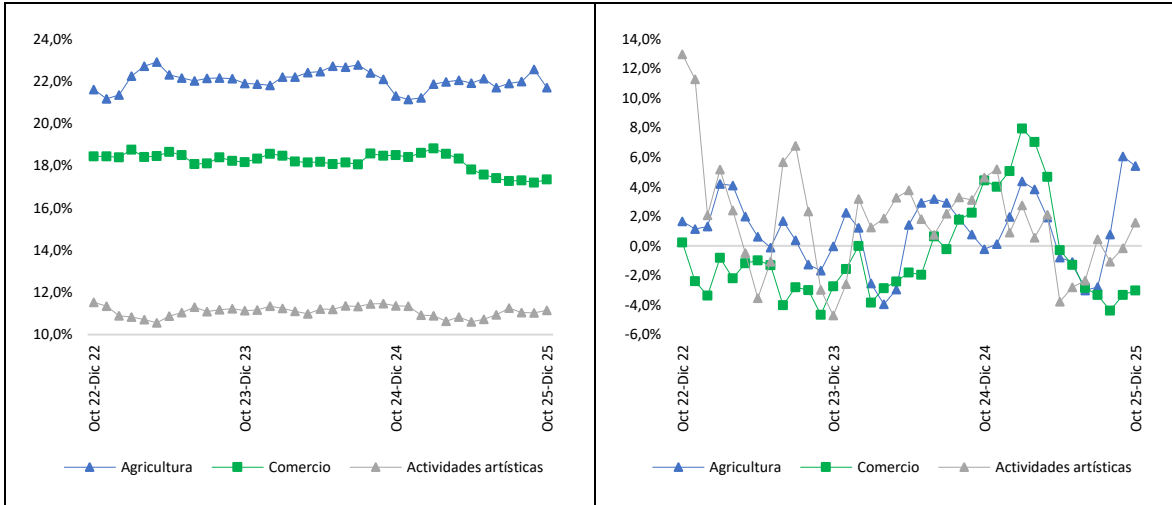 24,0%
22,0%
20,0%
18,0%
16,0%
14,0%
12,0%
10,0%
Oct 22-Dic 22
Oct 23-Dic 23
Oct 24-Dic 24
Oct 25-Dic 25
Agricultura
Comercio
Actividades artísticas
14,0%
12,0%
10,0%
8,0%
6,0%
4,0%
2,0%
0,0%
-2,0%
-4,0%
-6,0%
Oct 22-Dic 22
Oct 23-Dic 23
Oct 24-Dic 24
Oct 25-Dic 25
Agricultura
Comercio
Actividades artísticas